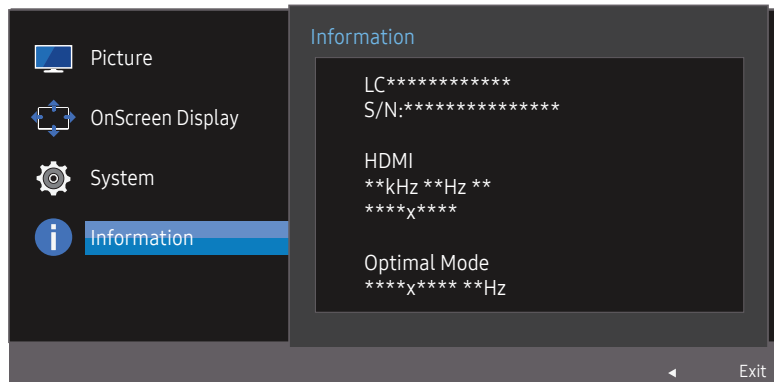 Picture
OnScreen Display
System
Information
Information
LC************
S/N:***************
HDMI
**kHz **Hz **
****x****
Optimal Mode
****x**** **Hz
Exit